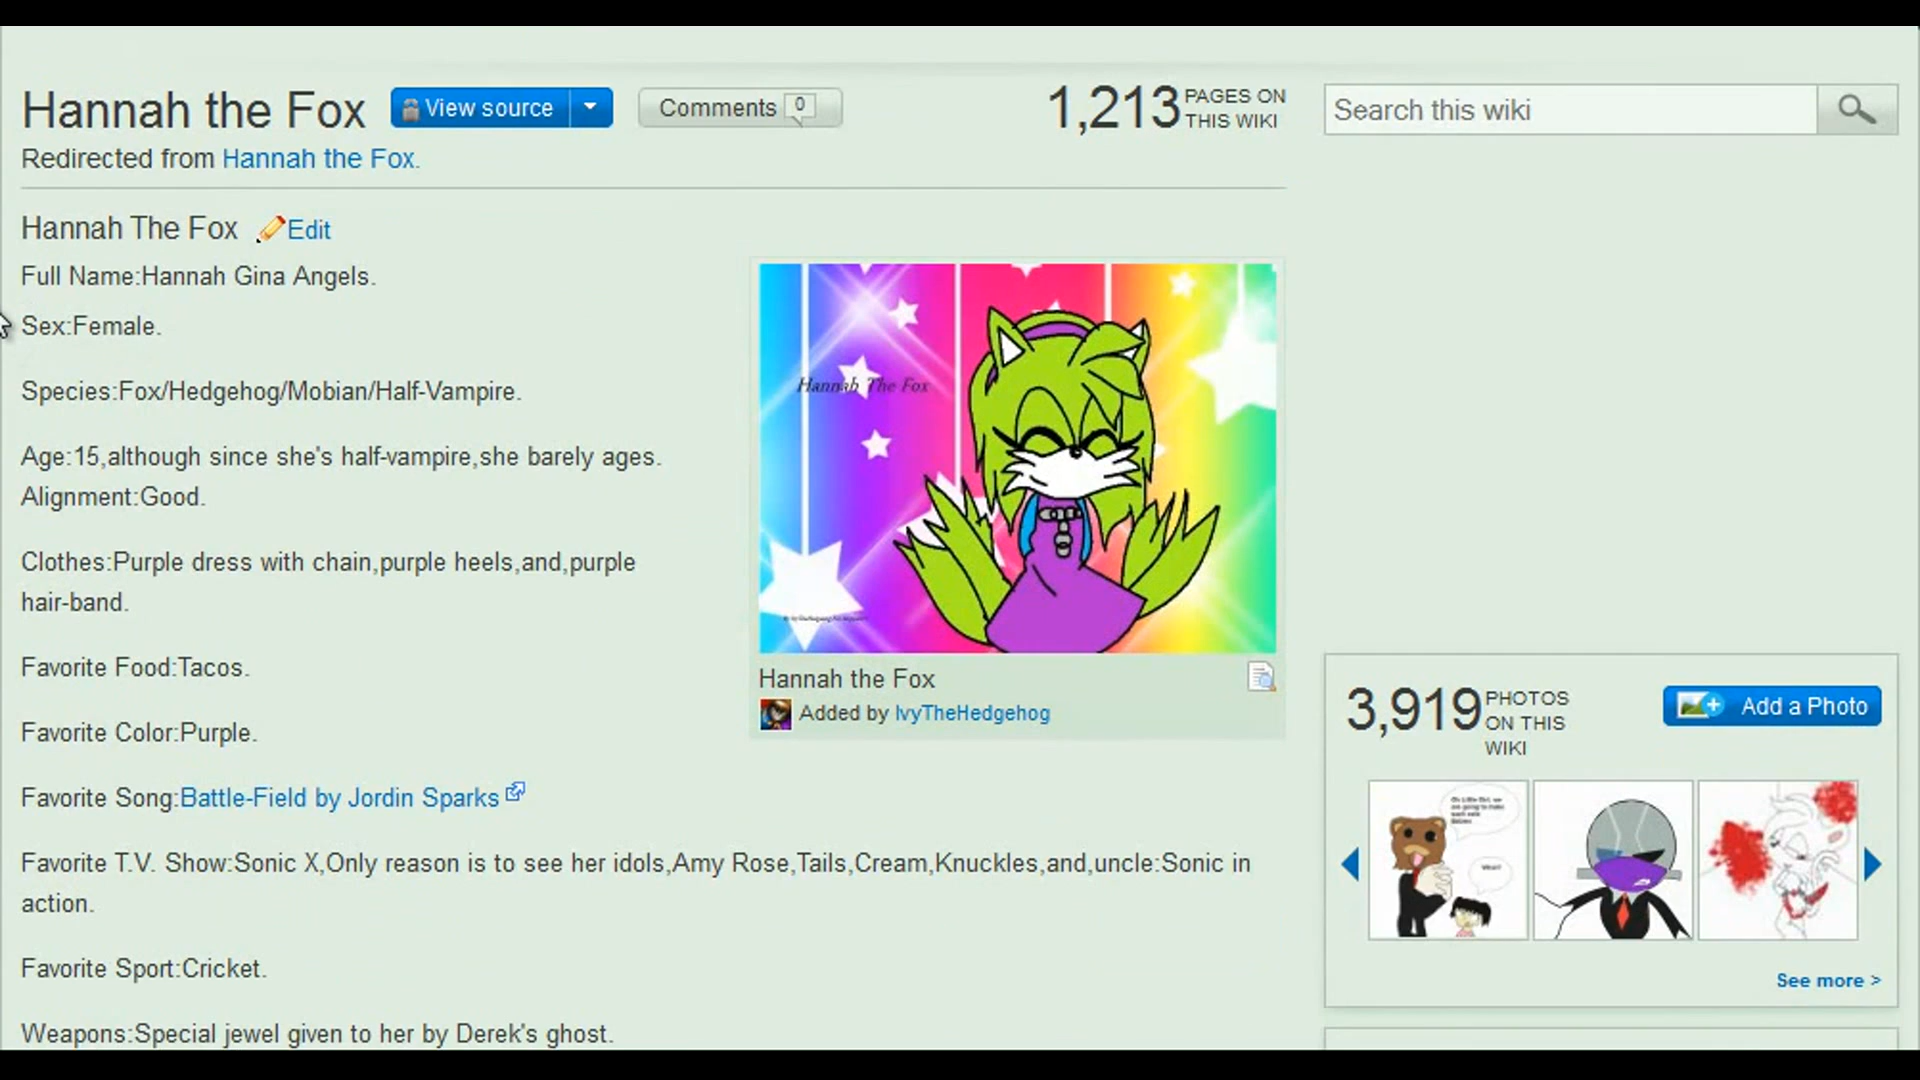 Hannah the Fox
View source
Comments 0
1,213 PAGES ON THIS WIKI
Search this wiki
Redirected from Hannah the Fox.
Hannah The Fox Edit
Full Name:Hannah Gina Angels.
Sex:Female.
Species:Fox/Hedgehog/Mobian/Half-Vampire.
Age:15,although since she's half-vampire,she barely ages.
Alignment:Good.
Clothes:Purple dress with chain,purple heels,and,purple
hair-band.
Favorite Food:Tacos.
Favorite Color:Purple.
Favorite Song:Battle-Field by Jordin Sparks
Favorite T.V. Show:Sonic X,Only reason is to see her idols,Amy Rose,Tails,Cream,Knuckles,and,uncle:Sonic in
action.
Favorite Sport:Cricket.
Weapons:Special jewel given to her by Derek's ghost.
Hannah The Fox
Hannah the Fox
Added by IvyTheHedgehog
3,919 PHOTOS
ON THIS
WIKI
Add a Photo
See more >